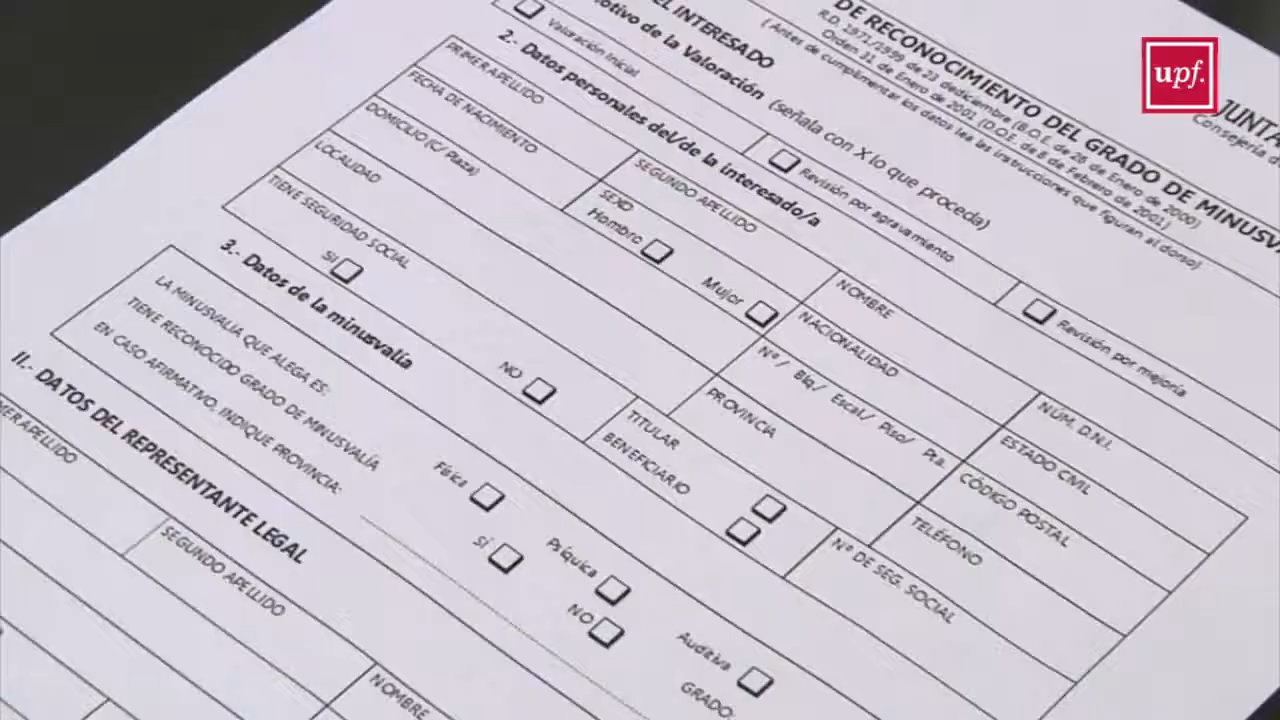 upf.
JUNTA
Consejería d
DE RECONOCIMIENTO DEL GRADO DE MINUSVA
R.D. 1971/1999, de 23 dediciembre (B.O.E. de 26 de Enero de 2000)
Orden 31 de Enero de 2001 (D.O.E. de 8 de Febrero de 2001)
(Antes de cumplimentar los datos lea las instrucciones que figuran al dorso)
EL INTERESADO
otivo de la Valoración (señala con X lo que proceda)
Valoración Inicial
Revisión por agravamiento
Revisión por mejoría
2.- Datos personales del/de la interesado/a
PRIMER APELLIDO
SEGUNDO APELLIDO
NOMBRE
NÚM. D.N.I.
FECHA DE NACIMIENTO
SEXO
Hombre
Mujer
NACIONALIDAD
ESTADO CIVIL
DOMICILIO (C/ Plaza)
Nº/ Blq/ Escal/ Piso/ Pta.
CÓDIGO POSTAL
LOCALIDAD
PROVINCIA
TELÉFONO
TIENE SEGURIDAD SOCIAL
SI
NO
TITULAR
BENEFICIARIO
Nº DE SEG. SOCIAL
3.- Datos de la minusvalía
LA MINUSVALÍA QUE ALEGA ES:
Física
Psíquica
Auditiva
TIENE RECONOCIDO GRADO DE MINUSVALÍA
SÍ
NO
GRADO:
EN CASO AFIRMATIVO, INDIQUE PROVINCIA:
II.- DATOS DEL REPRESENTANTE LEGAL
MER APELLIDO
SEGUNDO APELLIDO
NOMBRE